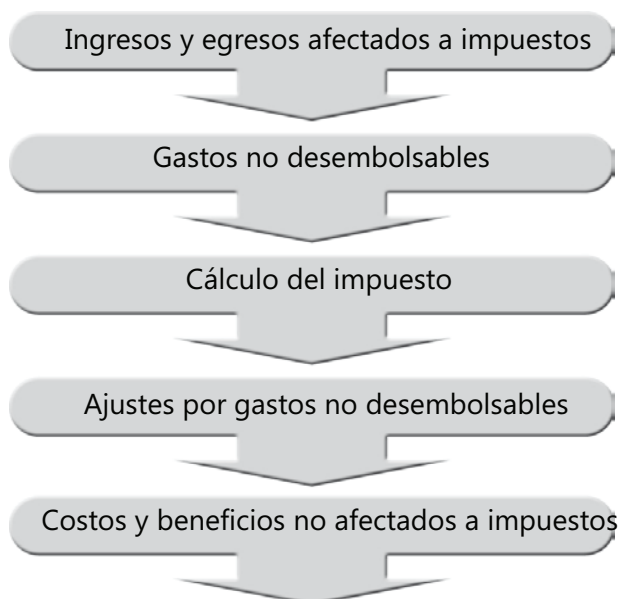 Ingresos y egresos afectados a impuestos
Gastos no desembolsables
Cálculo del impuesto
Ajustes por gastos no desembolsables
Costos y beneficios no afectados a impuestos